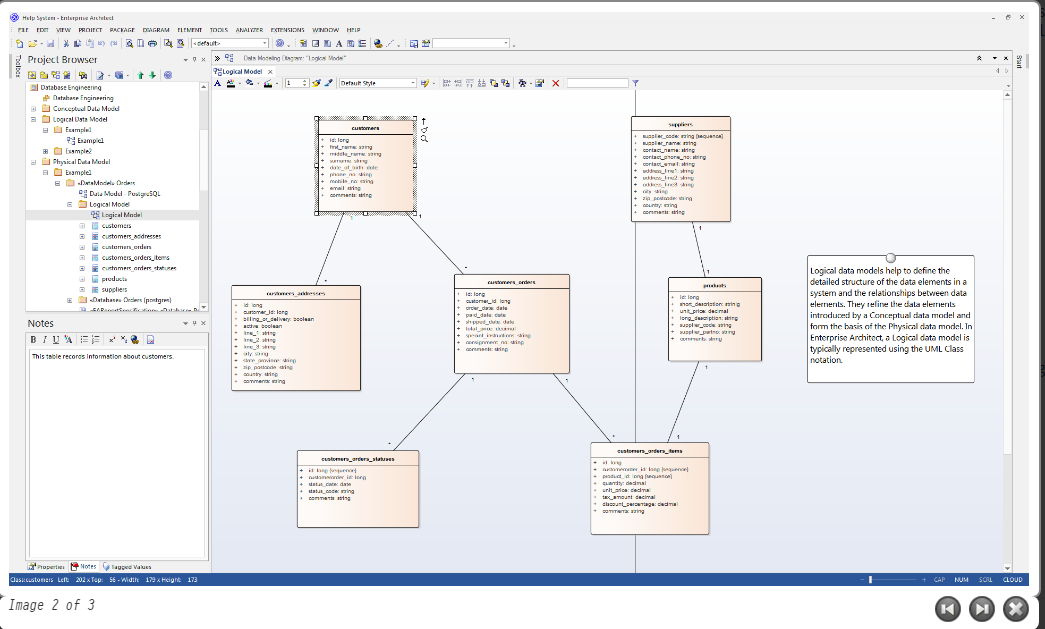 Help System - Enterprise Architect
FILE EDIT VIEW PROJECT PACKAGE DIAGRAM ELEMENT TOOLS ANALYZER EXTENSIONS WINDOW HELP
<default>
Toolbox
Project Browser
Database Engineering
Database Engineering
Conceptual Data Model
Logical Data Model
Example1
Example1
Example2
Physical Data Model
Example1
«DataModel» Orders
Data Model - PostgreSQL
Logical Model
Logical Model
customers
customers_addresses
customers_orders
customers_orders_items
customers_orders_statuses
products
suppliers
«Database» Orders (postgres)
Notes
B I U
This table records information about customers.
Properties Notes Tagged Values
Data Modeling Diagram: "Logical Model"
Logical Model
1 Default Style
Start
customers
+ id: long
+ first_name: string
+ middle_name: string
+ surname: string
+ date_of_birth: date
+ phone_no: string
+ mobile_no: string
+ email: string
+ comments: string
1
1
*
*
suppliers
+ supplier_code: string {sequence}
+ supplier_name: string
+ contact_name: string
+ contact_phone_no: string
+ contact_email: string
+ address_line1: string
+ address_line2: string
+ address_line3: string
+ city: string
+ zip_postcode: string
+ country: string
+ comments: string
1
1
customers_addresses
+ id: long
+ customer_id: long
+ billing_or_delivery: boolean
+ active: boolean
+ line_1: string
+ line_2: string
+ line_3: string
+ city: string
+ state_province: string
+ zip_postcode: string
+ country: string
+ comments: string
customers_orders
+ id: long
+ customer_id: long
+ order_date: date
+ paid_date: date
+ shipped_date: date
+ total_price: decimal
+ special_instructions: string
+ consignment_no: string
+ comments: string
1
1
*
*
products
+ id: long
+ short_description: string
+ unit_price: decimal
+ long_description: string
+ supplier_code: string
+ supplier_partno: string
+ comments: string
1
1
Logical data models help to define the
detailed structure of the data elements in a
system and the relationships between data
elements. They refine the data elements
introduced by a Conceptual data model and
form the basis of the Physical data model. In
Enterprise Architect, a Logical data model is
typically represented using the UML Class
notation.
customers_orders_statuses
+ id: long {sequence}
+ customerorder_id: long
+ status_date: date
+ status_code: string
+ comments: string
customers_orders_items
+ id: long
+ customerorder_id: long {sequence}
+ product_id: long {sequence}
+ quantity: decimal
+ unit_price: decimal
+ tax_amount: decimal
+ discount_percentage: decimal
+ comments: string
Class:customers Left: 202 x Top: 56 - Width: 179 x Height: 173
CAP NUM SCRL CLOUD
Image 2 of 3